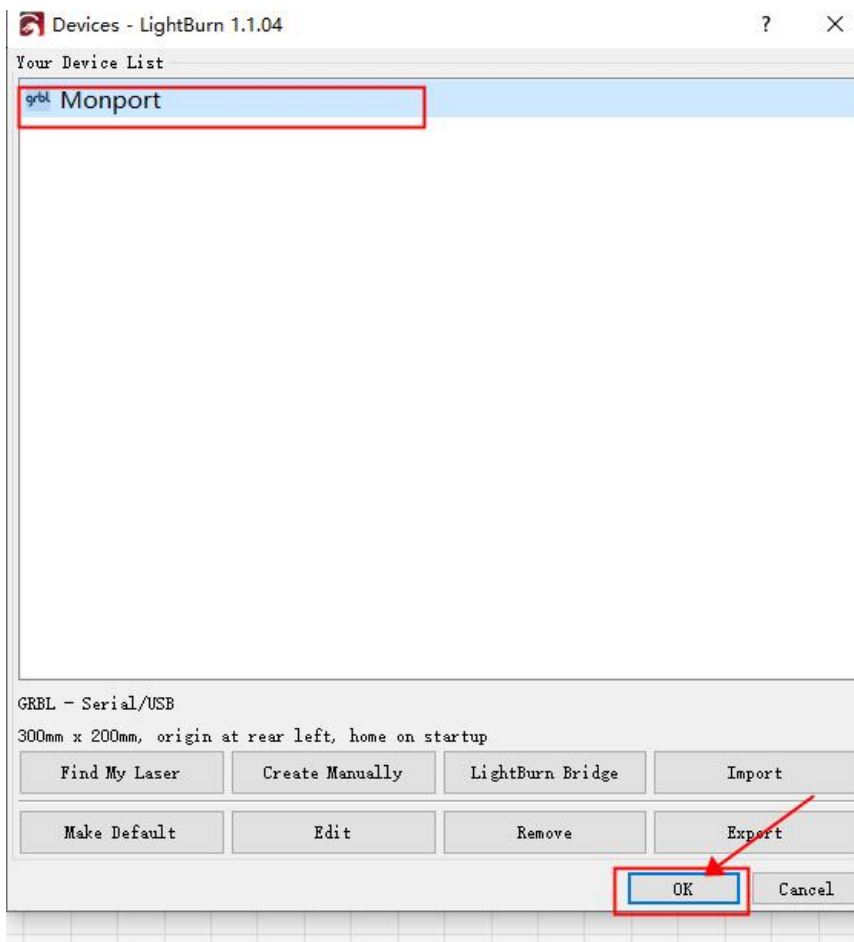 Devices - LightBurn 1.1.04 ? ×
Your Device List
grbl Monport
GRBL - Serial/USB
300mm x 200mm, origin at rear left, home on startup
Find My Laser Create Manually LightBurn Bridge Import
Make Default Edit Remove Export
OK Cancel